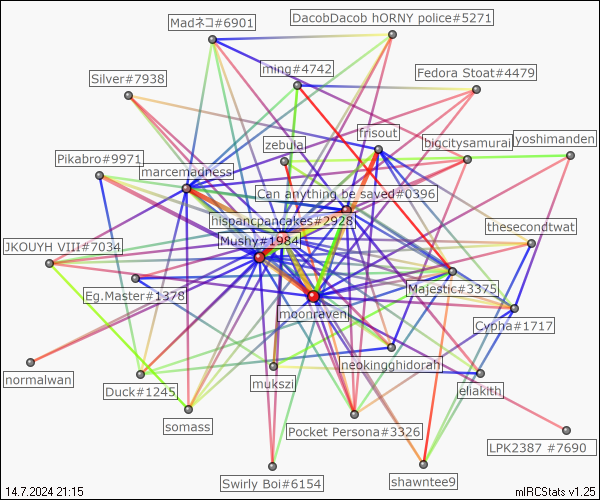 DacobDacob hORNY police#5271
Madネコ#6901
ming#4742
Fedora Stoat#4479
Silver#7938
frisout
yoshimanden
zebula
bigcitysamurai
Pikabro#9971
marcemadness
Can anything be saved#0396
hispancpancakes#2928
thesecondtwat
Mushy#1984
JKOUYH VIII#7034
Majestic#3375
Eg.Master#1378
moonraven
Cypha#1717
neokingghidorah
normalwan
mukszi
eliakith
Duck#1245
somass
Pocket Persona#3326
LPK2387 #7690
Swirly Boi#6154
shawntee9
14.7.2024 21:15
mIRCStats v1.25